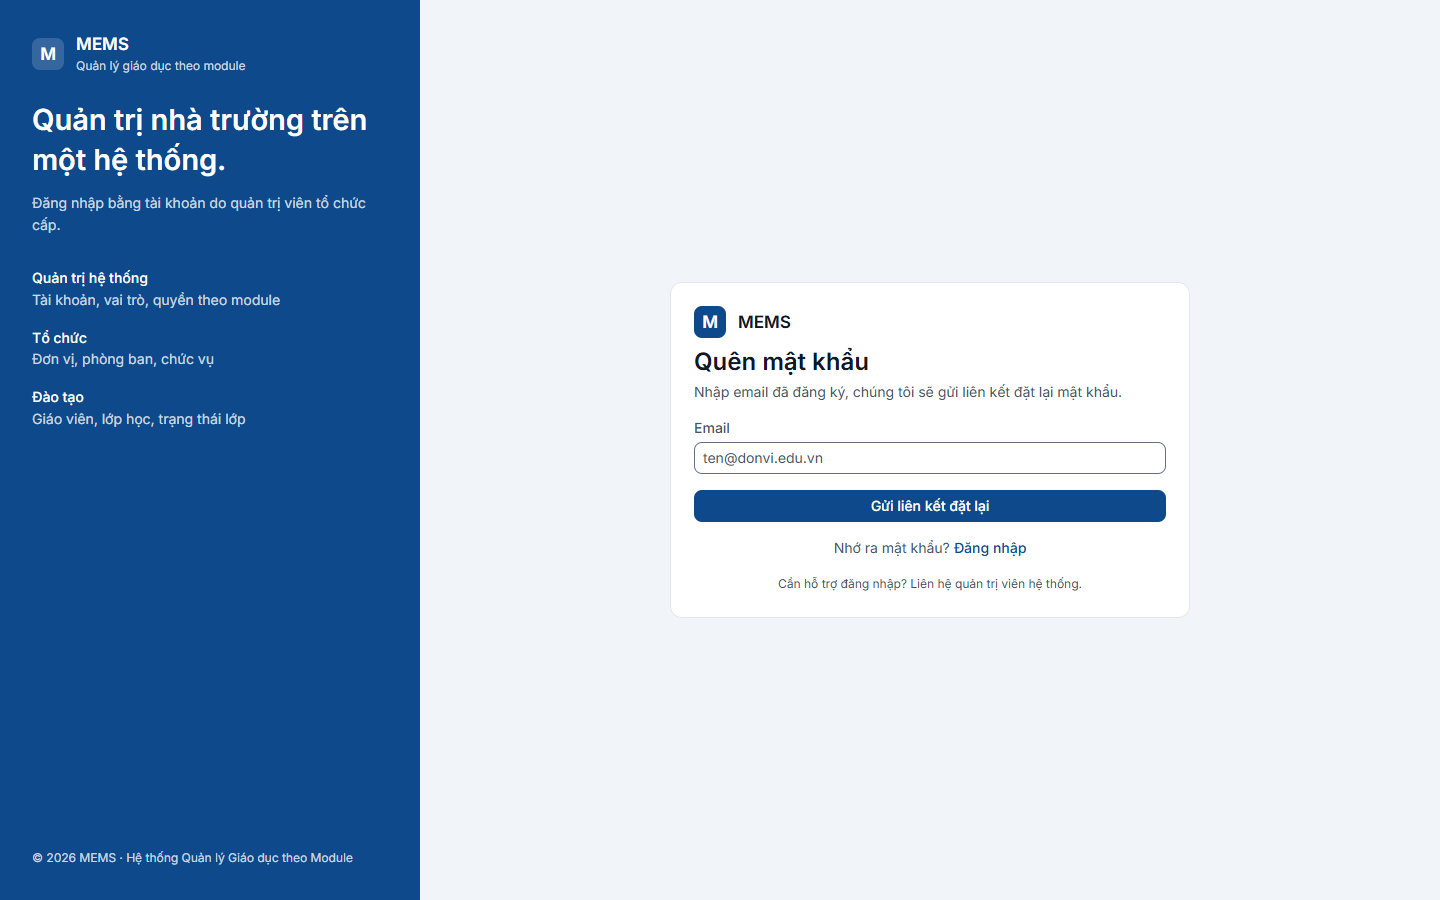 M
MEMS
Quản lý giáo dục theo module
Quản trị nhà trường trên
một hệ thống.
Đăng nhập bằng tài khoản do quản trị viên tổ chức
cấp.
Quản trị hệ thống
Tài khoản, vai trò, quyền theo module
Tổ chức
Đơn vị, phòng ban, chức vụ
Đào tạo
Giáo viên, lớp học, trạng thái lớp
© 2026 MEMS · Hệ thống Quản lý Giáo dục theo Module
M MEMS
Quên mật khẩu
Nhập email đã đăng ký, chúng tôi sẽ gửi liên kết đặt lại mật khẩu.
Email
ten@donvi.edu.vn
Gửi liên kết đặt lại
Nhớ ra mật khẩu? Đăng nhập
Cần hỗ trợ đăng nhập? Liên hệ quản trị viên hệ thống.